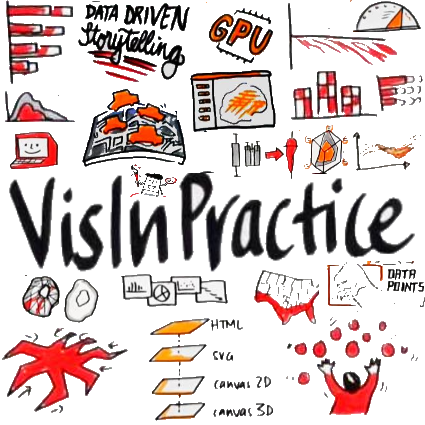 DATA DRIVEN
Storytelling
GPU
VisInPractice
DATA
POINTS
HTML
SVG
canvas 2D
canvas 3D